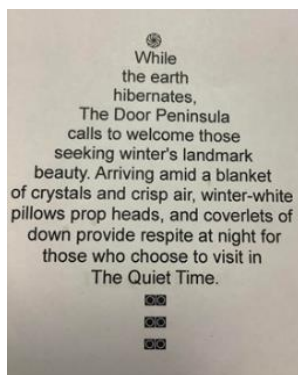 While
the earth
hibernates,
The Door Peninsula
calls to welcome those
seeking winter's landmark
beauty. Arriving amid a blanket
of crystals and crisp air, winter-white
pillows prop heads, and coverlets of
down provide respite at night for
those who choose to visit in
The Quiet Time.